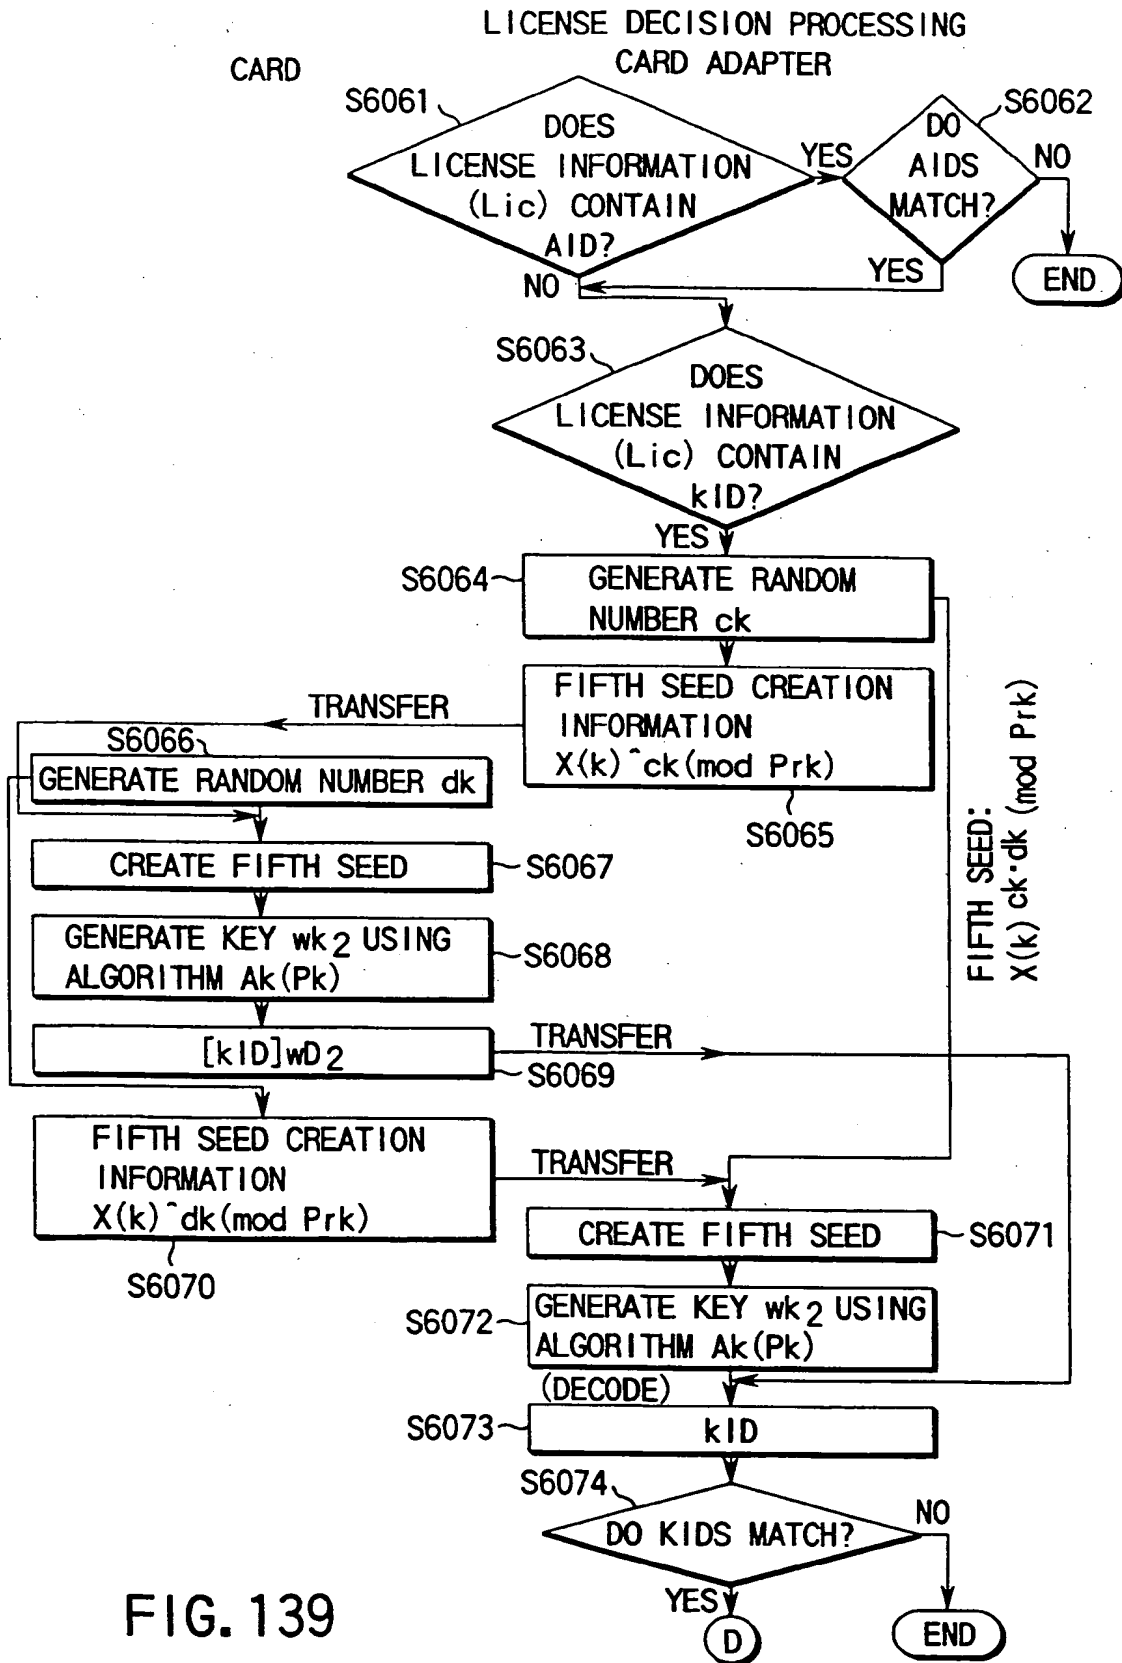 LICENSE DECISION PROCESSING
CARD
CARD ADAPTER
S6061
DOES
LICENSE INFORMATION
(Lic) CONTAIN
AID?
YES
S6062
DO
AIDS
MATCH?
NO
END
YES
NO
S6063
DOES
LICENSE INFORMATION
(Lic) CONTAIN
kID?
YES
S6064
GENERATE RANDOM
NUMBER ck
FIFTH SEED CREATION
INFORMATION
X(k)^ck(mod Prk)
S6065
TRANSFER
S6066
GENERATE RANDOM NUMBER dk
CREATE FIFTH SEED
S6067
GENERATE KEY wk2 USING
ALGORITHM Ak(Pk)
S6068
[kID]wD2
S6069
TRANSFER
FIFTH SEED:
X(k) ck·dk (mod Prk)
FIFTH SEED CREATION
INFORMATION
X(k)^dk(mod Prk)
S6070
TRANSFER
CREATE FIFTH SEED
S6071
S6072
GENERATE KEY wk2 USING
ALGORITHM Ak(Pk)
(DECODE)
S6073
kID
S6074
DO KIDS MATCH?
NO
YES
D
END
FIG. 139